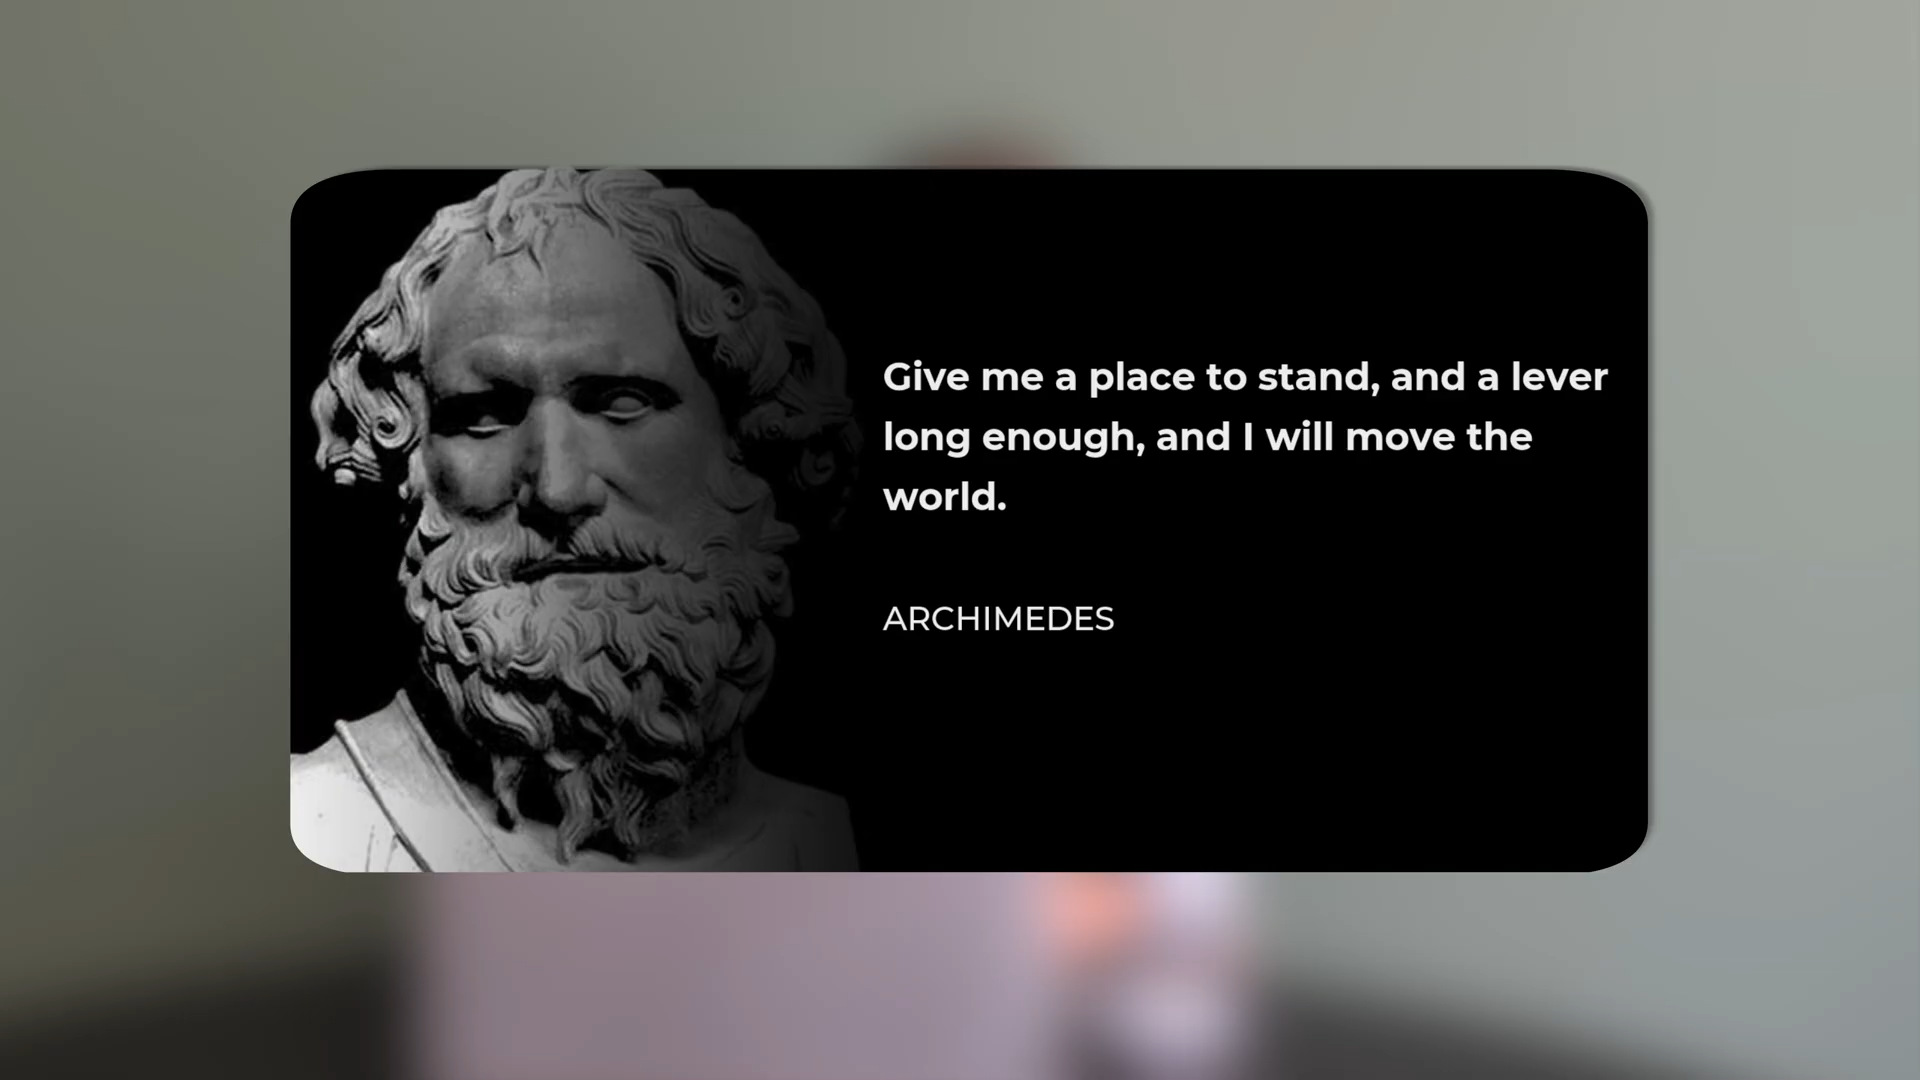 Give me a place to stand, and a lever
long enough, and I will move the
world.
ARCHIMEDES